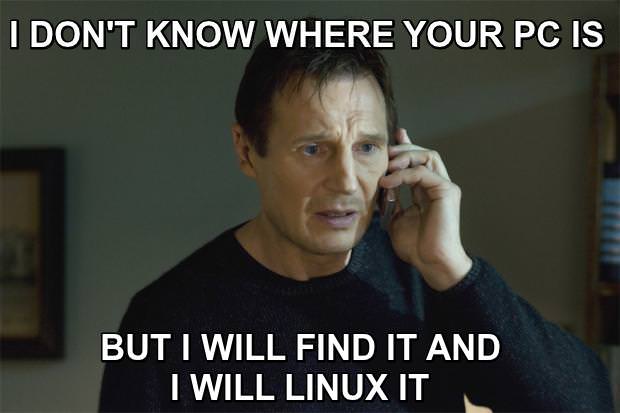 I DON'T KNOW WHERE YOUR PC IS
BUT I WILL FIND IT AND
I WILL LINUX IT